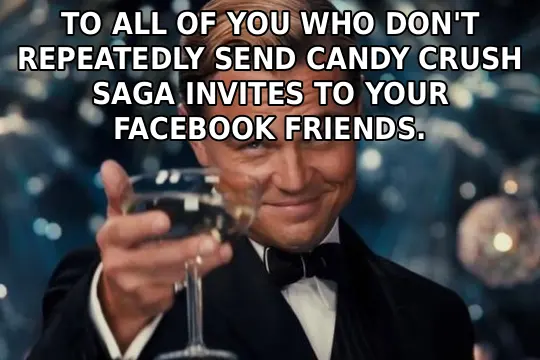 TO ALL OF YOU WHO DON'T
REPEATEDLY SEND CANDY CRUSH
SAGA INVITES TO YOUR
FACEBOOK FRIENDS.